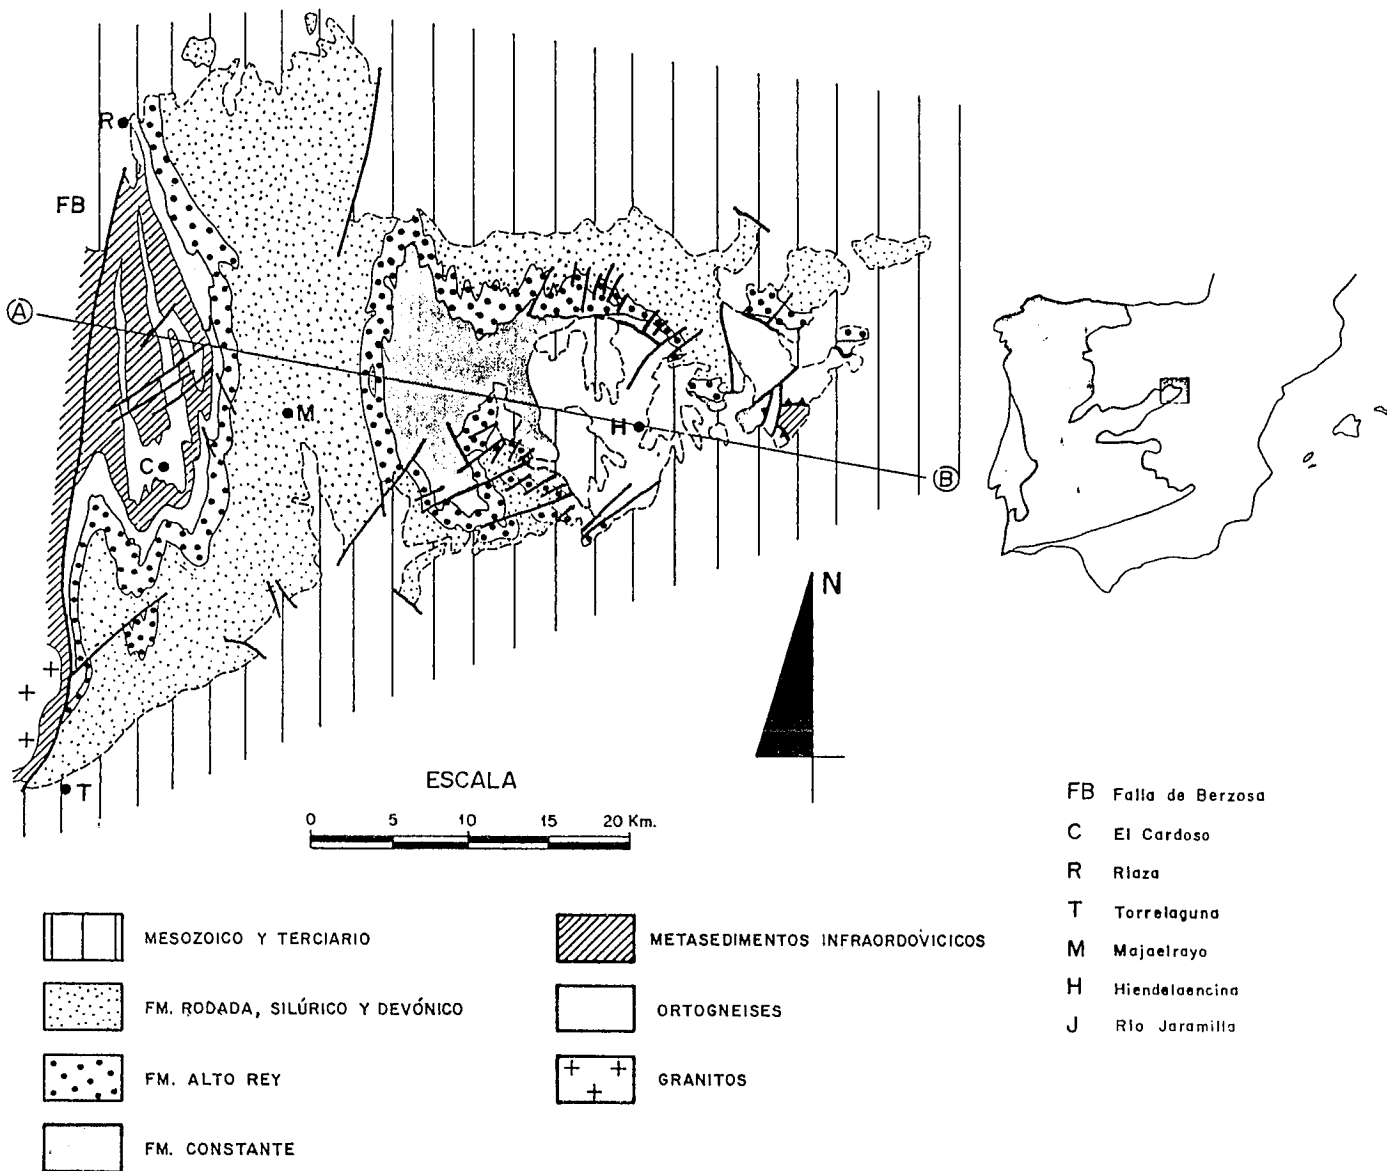 R
FB
A
M
H
C
B
T
N
ESCALA
0 5 10 15 20 Km.
MESOZOICO Y TERCIARIO
FM. RODADA, SILÚRICO Y DEVÓNICO
FM. ALTO REY
FM. CONSTANTE
METASEDIMENTOS INFRAORDOVICICOS
ORTOGNEISES
GRANITOS
FB Falla de Berzosa
C El Cardoso
R Riaza
T Torrelaguna
M Majaelrayo
H Hiendelaencina
J Río Jaramilla